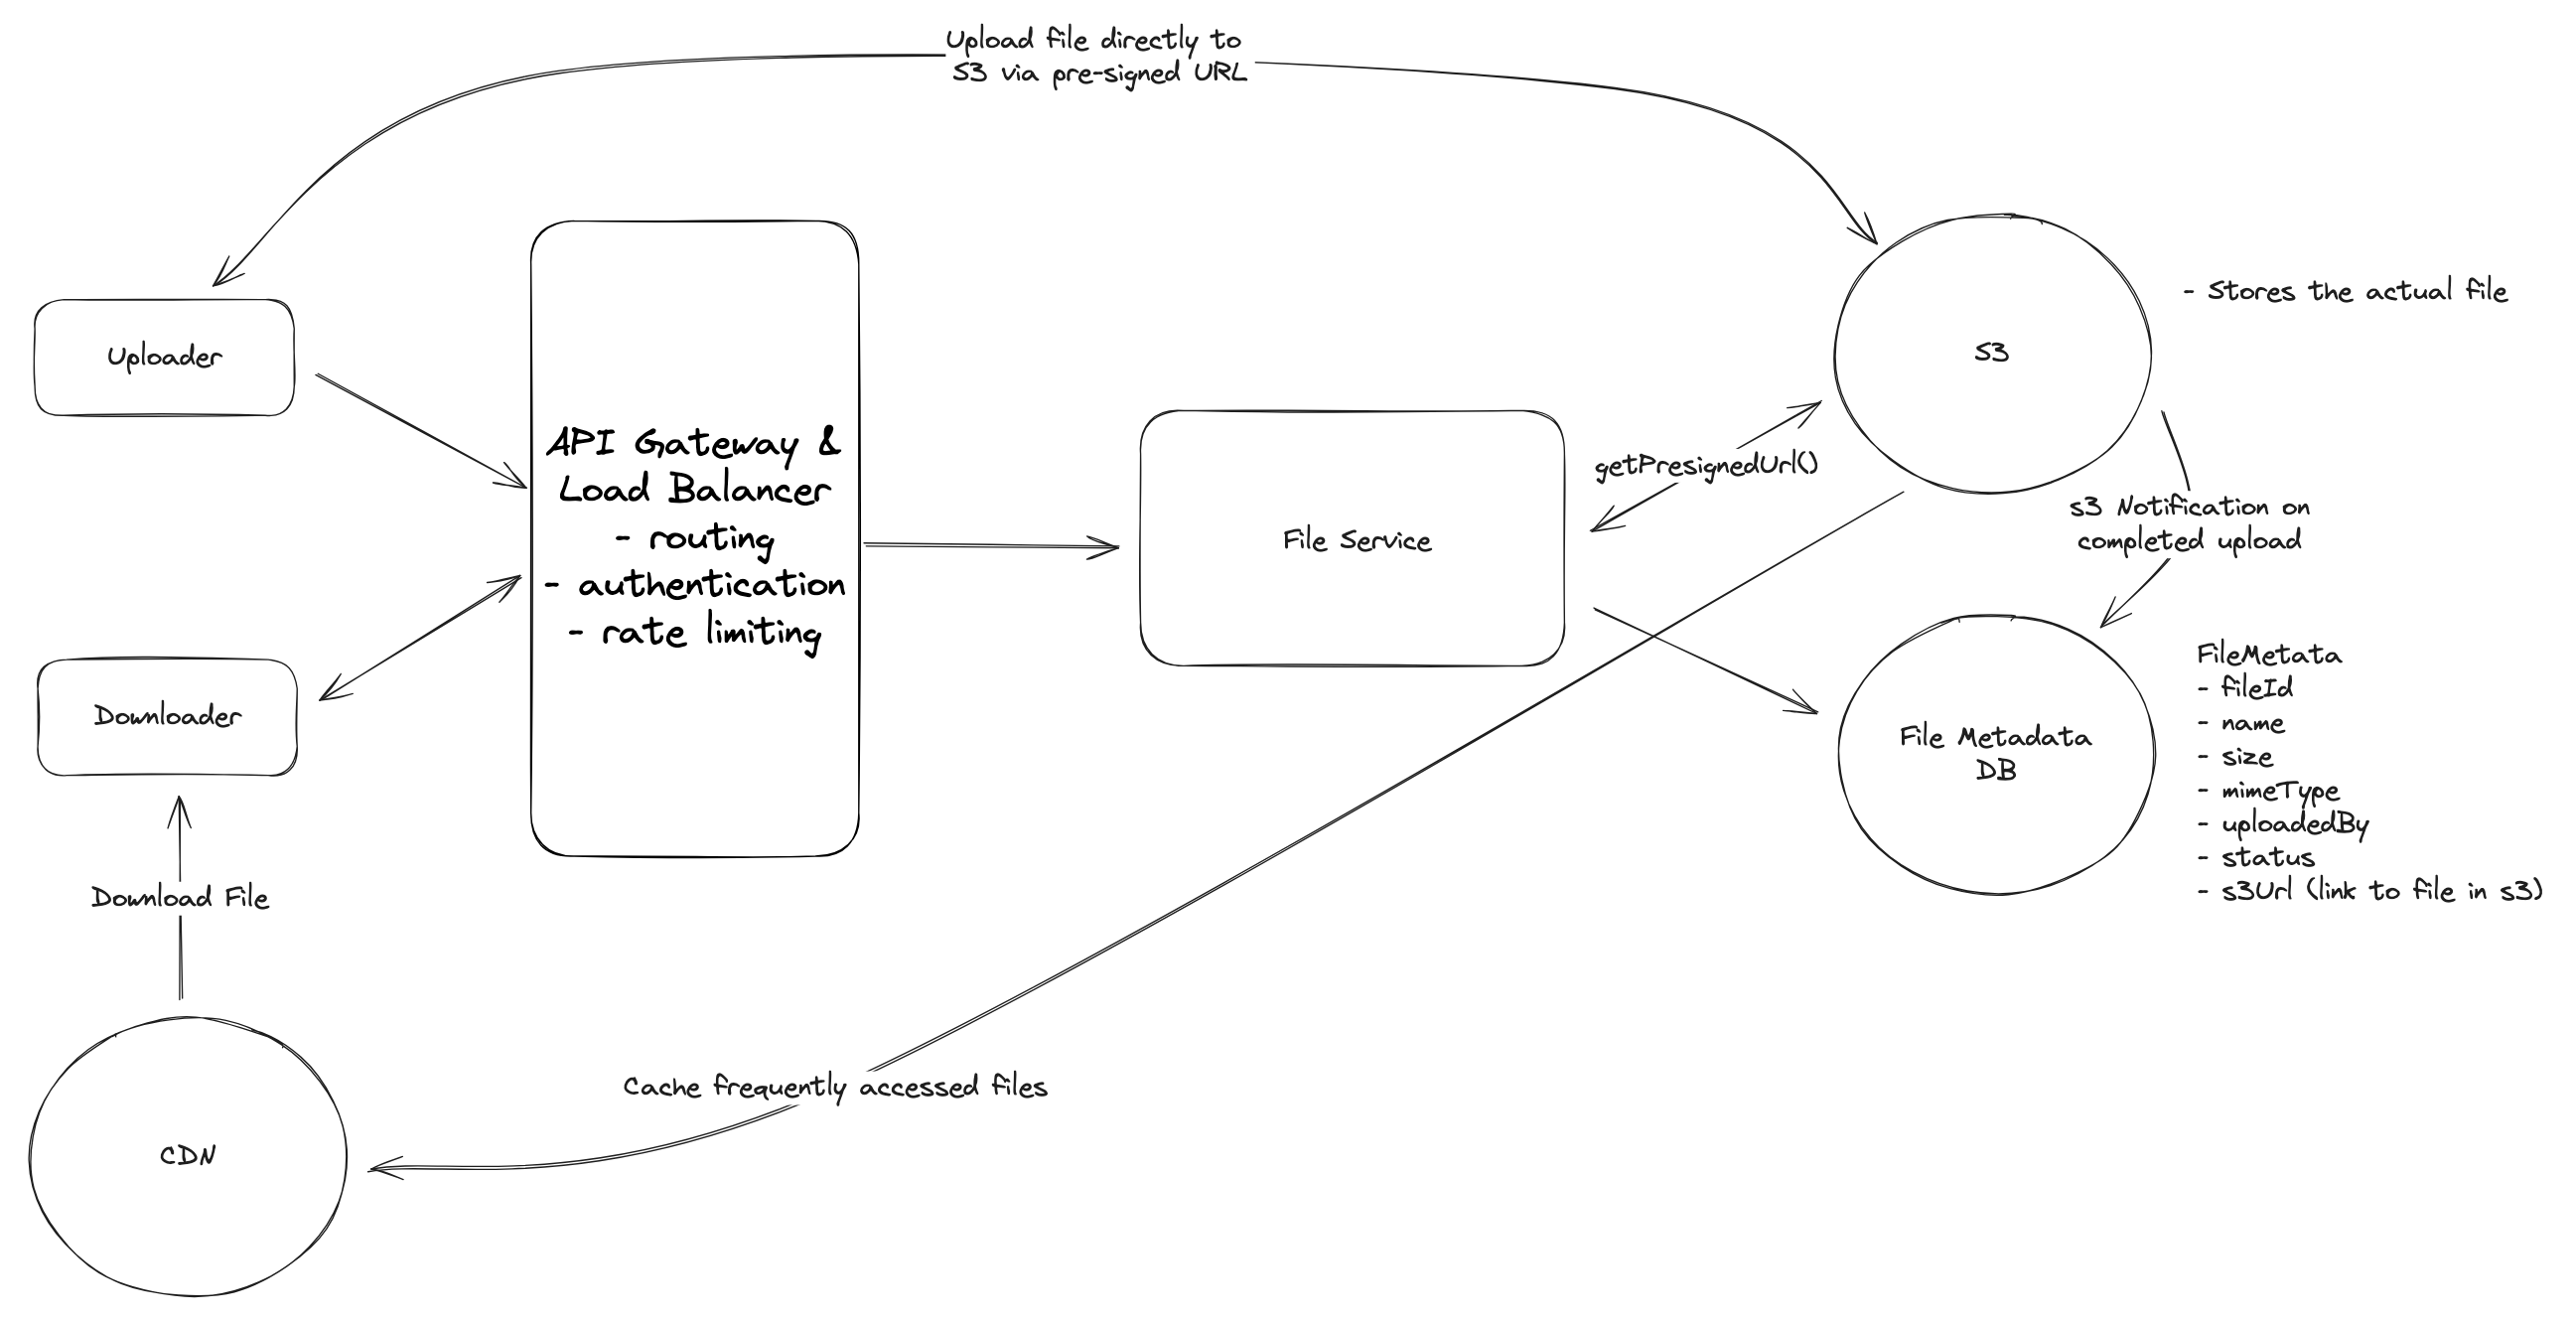 Upload file directly to
S3 via pre-signed URL
Uploader
API Gateway &
Load Balancer
- routing
- authentication
- rate limiting
Downloader
Download File
CDN
Cache frequently accessed files
File Service
getPresignedUrl()
S3
- Stores the actual file
s3 Notification on
completed upload
File Metadata
DB
FileMetata
- fileId
- name
- size
- mimeType
- uploadedBy
- status
- s3Url (link to file in s3)